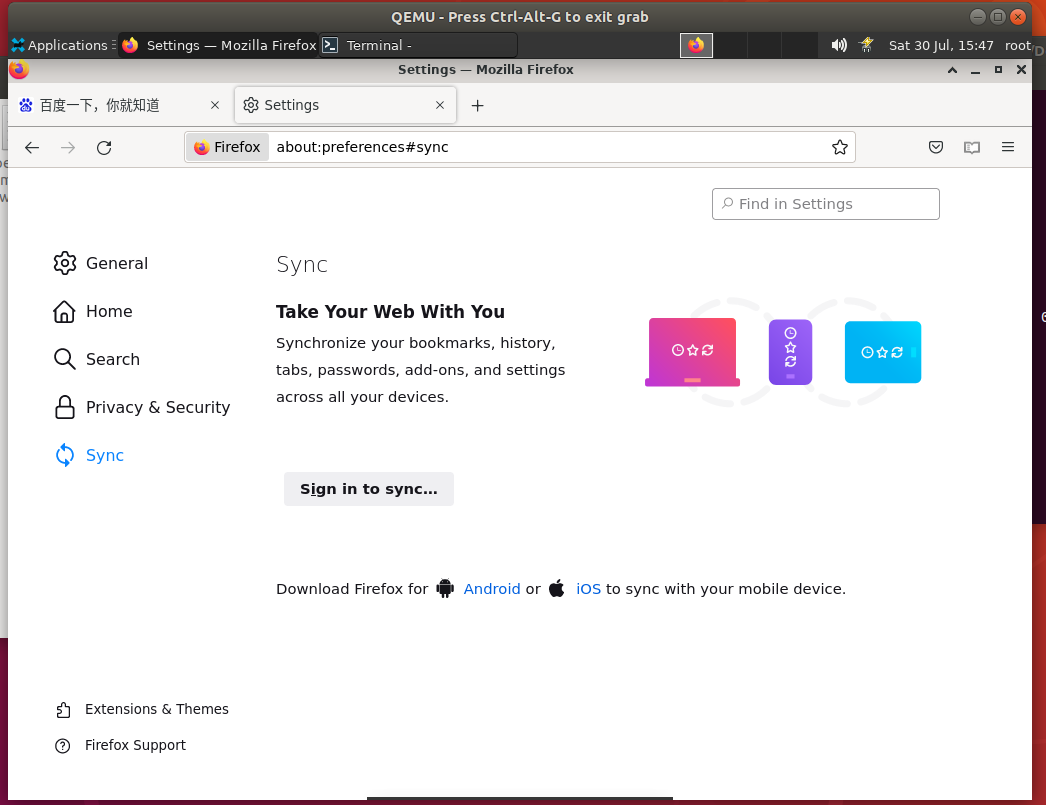 QEMU - Press Ctrl-Alt-G to exit grab
Applications
Settings — Mozilla Firefox
Terminal -
Sat 30 Jul, 15:47
root
Settings — Mozilla Firefox
百度一下，你就知道
Settings
Firefox
about:preferences#sync
Find in Settings
General
Home
Search
Privacy & Security
Sync
Sync
Take Your Web With You
Synchronize your bookmarks, history,
tabs, passwords, add-ons, and settings
across all your devices.
Sign in to sync…
Download Firefox for Android or iOS to sync with your mobile device.
Extensions & Themes
Firefox Support